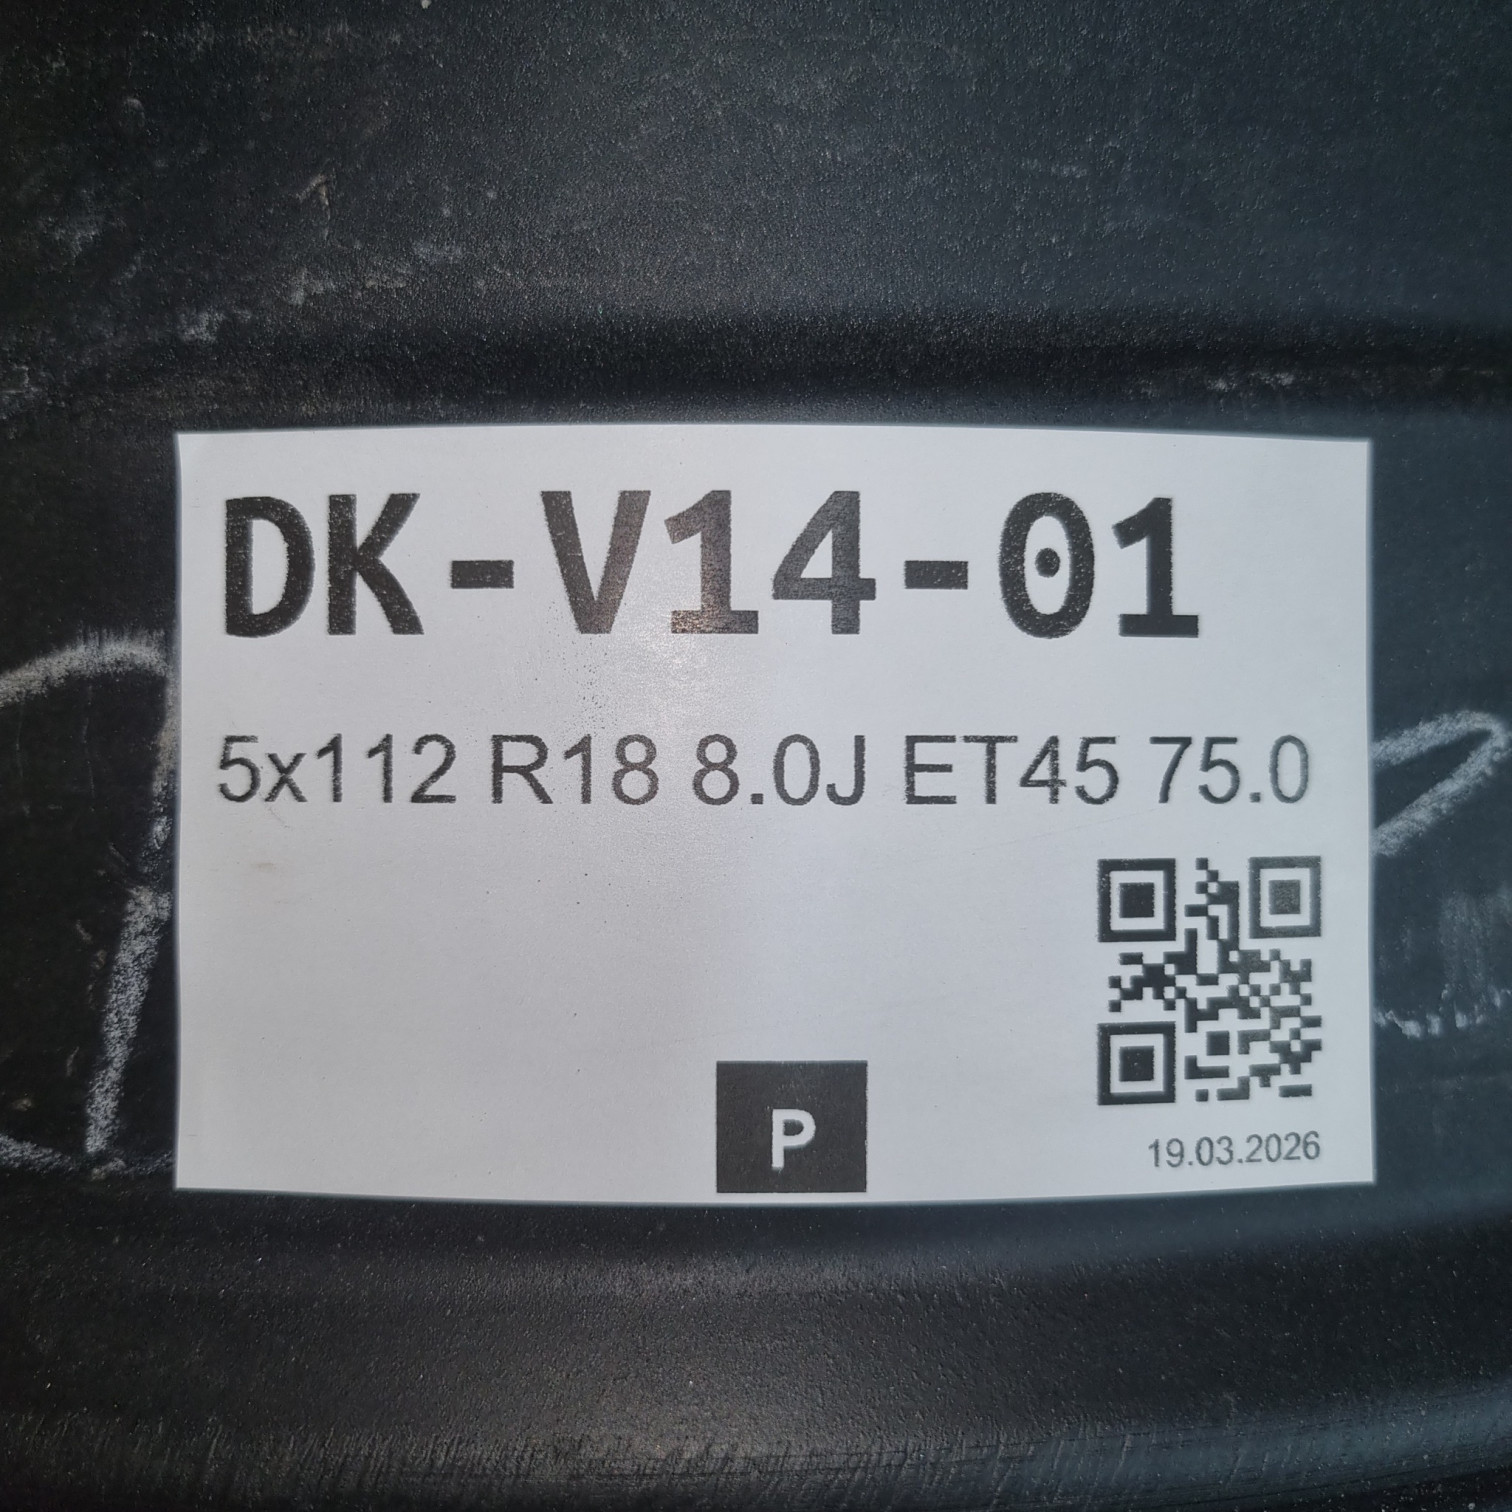 DK-V14-01
5x112 R18 8.0J ET45 75.0
P
19.03.2026